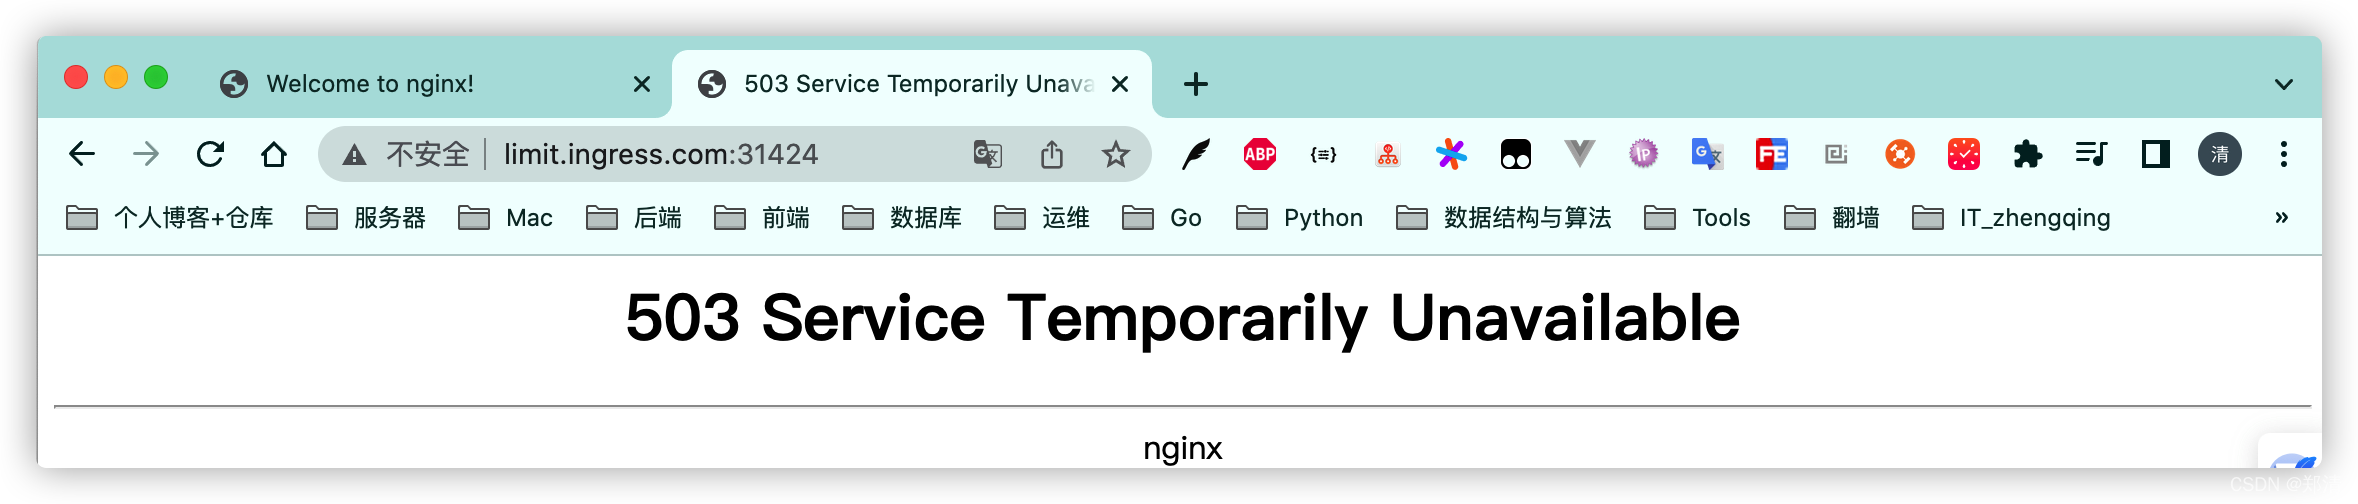 Welcome to nginx!
503 Service Temporarily Unava
不安全 limit.ingress.com:31424
ABP
FE
清
个人博客+仓库 服务器 Mac 后端 前端 数据库 运维 Go Python 数据结构与算法 Tools 翻墙 IT_zhengqing »
503 Service Temporarily Unavailable
nginx
CSDN